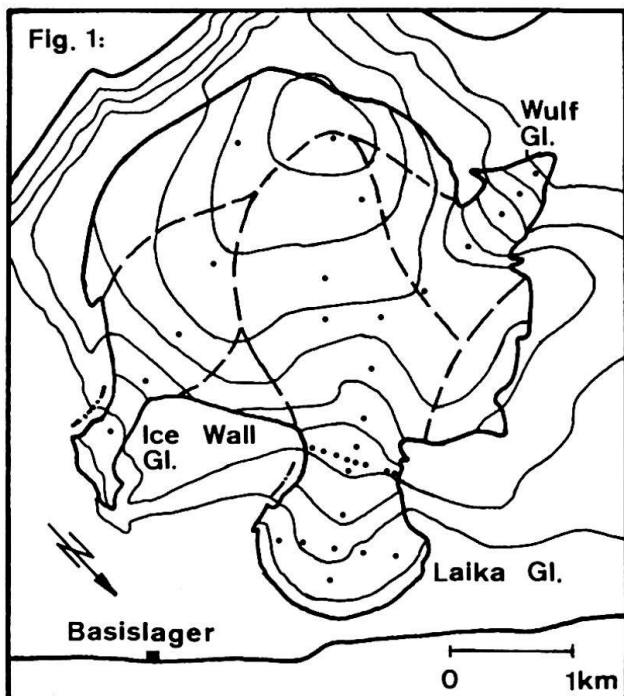 Fig. 1:
Wulf
Gl.
Ice Wall
Gl.
N
Laika Gl.
Basislager
0 1km